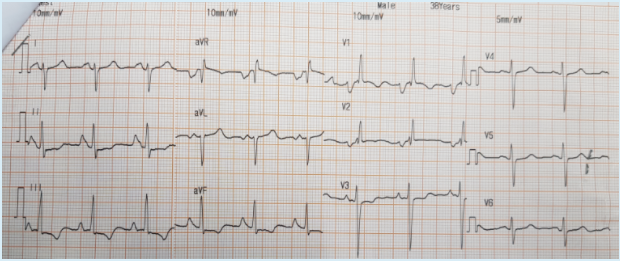 10mm/mV 10mm/mV 10mm/mV 5mm/mV
Male 38Years
I aVR V1 V4
II aVL V2 V5
III aVF V3 V6